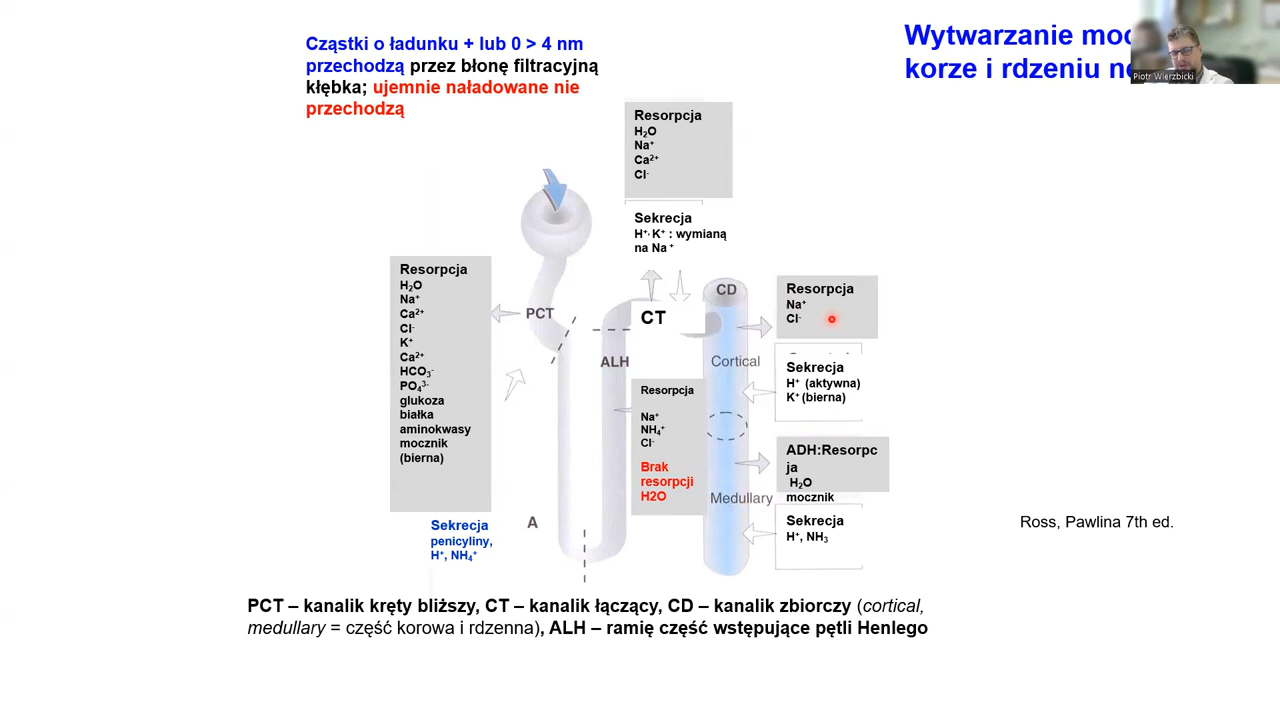 Cząstki o ładunku + lub 0 > 4 nm
przechodzą przez błonę filtracyjną
kłębka; ujemnie naładowane nie
przechodzą
Wytwarzanie
korze i rdzeniu
Piotr Wierzbicki
Resorpcja
H₂O
Na⁺
Ca²⁺
Cl⁻
Sekrecja
H⁺, K⁺ : wymianą
na Na⁺
Resorpcja
H₂O
Na⁺
Ca²⁺
Cl⁻
K⁺
Ca²⁺
HCO₃⁻
PO₄³⁻
glukoza
białka
aminokwasy
mocznik
(bierna)
PCT
Sekrecja
penicyliny,
H⁺, NH₄⁺
A
CT
ALH
Resorpcja
Na⁺
NH₄⁺
Cl⁻
Brak
resorpcji
H2O
CD
Cortical
Medullary
Resorpcja
Na⁺
Cl⁻
Sekrecja
H⁺ (aktywna)
K⁺ (bierna)
ADH:Resorpc
ja
H₂O
mocznik
Sekrecja
H⁺, NH₃
Ross, Pawlina 7th ed.
PCT – kanalik kręty bliższy, CT – kanalik łączący, CD – kanalik zbiorczy (cortical,
medullary = część korowa i rdzenna), ALH – ramię część wstępujące pętli Henlego